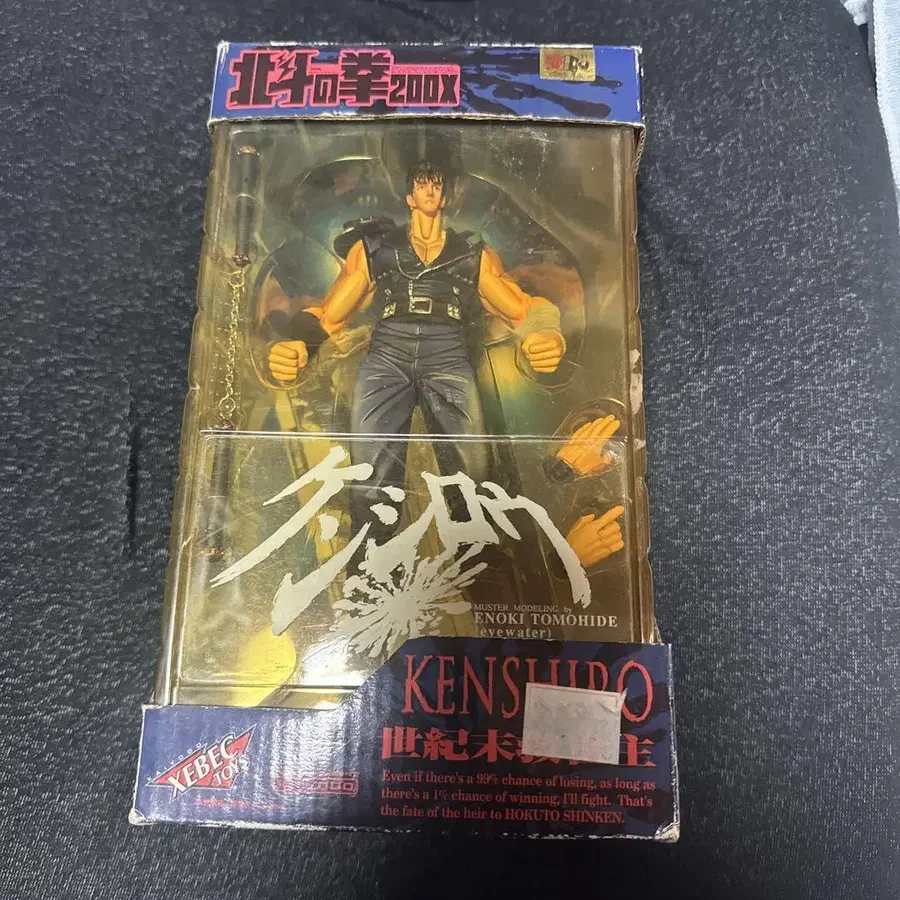 北斗の拳200X
ケンシロウ
MUSTER MODELING by
ENOKI TOMOHIDE
(eyewater)
KENSHIRO
世紀末 主
XEBEC
TOYS
Even if there's a 99% chance of losing, as long as
there's a 1% chance of winning, I'll fight. That's
the fate of the heir to HOKUTO SHINKEN.